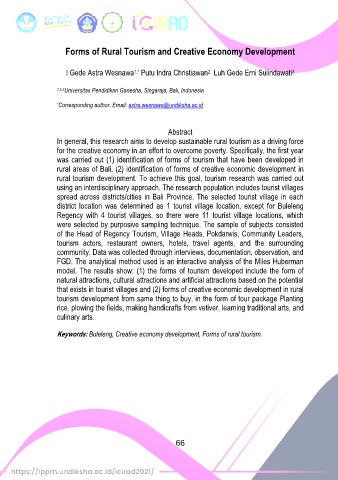 Kampus
Merdeka
iCIRAD
Forms of Rural Tourism and Creative Economy Development
I Gede Astra Wesnawa1,* Putu Indra Christiawan2, Luh Gede Erni Sulindawati3
1,2,3Universitas Pendidikan Ganesha, Singaraja, Bali, Indonesia
*Corresponding author. Email: astra.wesnawa@undiksha.ac.id
Abstract
In general, this research aims to develop sustainable rural tourism as a driving force
for the creative economy in an effort to overcome poverty. Specifically, the first year
was carried out (1) identification of forms of tourism that have been developed in
rural areas of Bali, (2) identification of forms of creative economic development in
rural tourism development. To achieve this goal, tourism research was carried out
using an interdisciplinary approach. The research population includes tourist villages
spread across districts/cities in Bali Province. The selected tourist village in each
district location was determined as 1 tourist village location, except for Buleleng
Regency with 4 tourist villages, so there were 11 tourist village locations, which
were selected by purposive sampling technique. The sample of subjects consisted
of the Head of Regency Tourism, Village Heads, Pokdarwis, Community Leaders,
tourism actors, restaurant owners, hotels, travel agents, and the surrounding
community. Data was collected through interviews, documentation, observation, and
FGD. The analytical method used is an interactive analysis of the Miles Huberman
model. The results show: (1) the forms of tourism developed include the form of
natural attractions, cultural attractions and artificial attractions based on the potential
that exists in tourist villages and (2) forms of creative economic development in rural
tourism development from same thing to buy, in the form of tour package Planting
rice, plowing the fields, making handicrafts from vetiver, learning traditional arts, and
culinary arts.
Keywords: Buleleng, Creative economy development, Forms of rural tourism.
66
https://lppm.undiksha.ac.id/icirad2021/